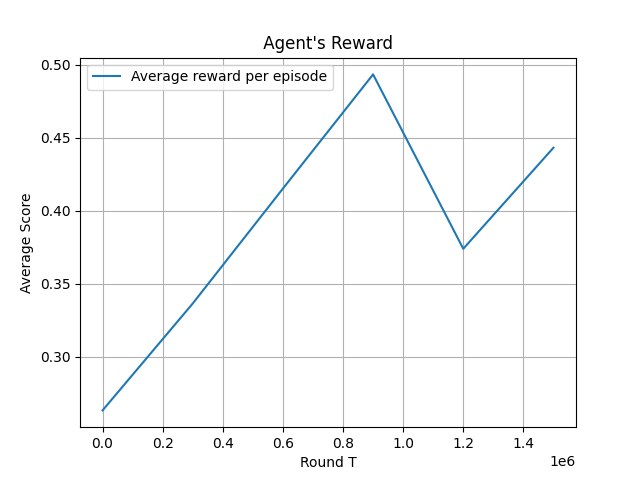 Agent's Reward
Average reward per episode
0.50
0.45
0.40
0.35
0.30
Average Score
0.0 0.2 0.4 0.6 0.8 1.0 1.2 1.4
1e6
Round T